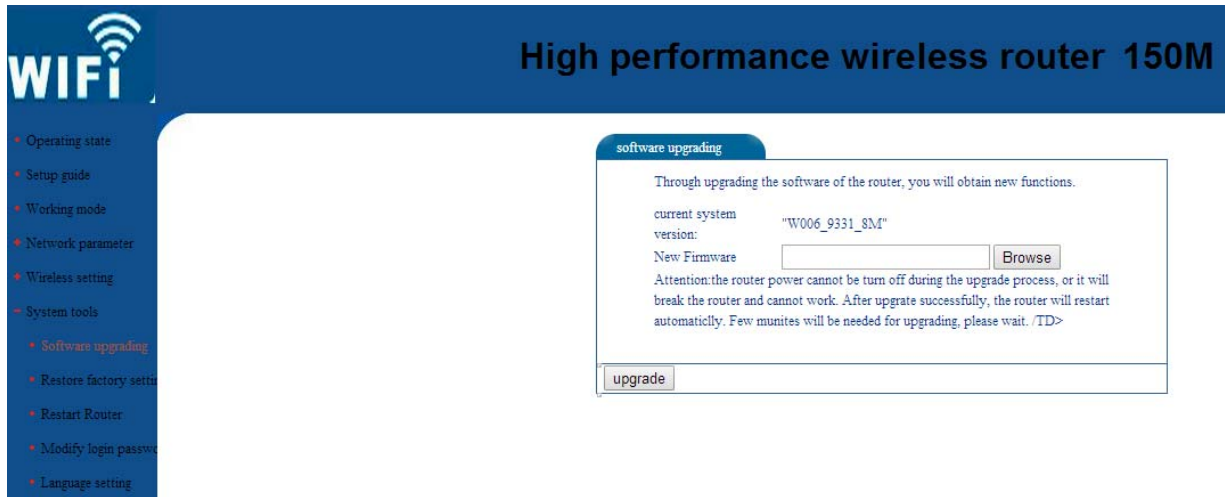 WIFi
High performance wireless router 150M
Operating state
Setup guide
Working mode
Network parameter
Wireless setting
System tools
Software upgrading
Restore factory settin
Restart Router
Modify login passwo
Language setting
software upgrading
Through upgrading the software of the router, you will obtain new functions.
current system
version:
"W006_9331_8M"
New Firmware
Browse
Attention:the router power cannot be turn off during the upgrade process, or it will
break the router and cannot work. After upgrate successfully, the router will restart
automaticlly. Few munites will be needed for upgrading, please wait. /TD>
upgrade